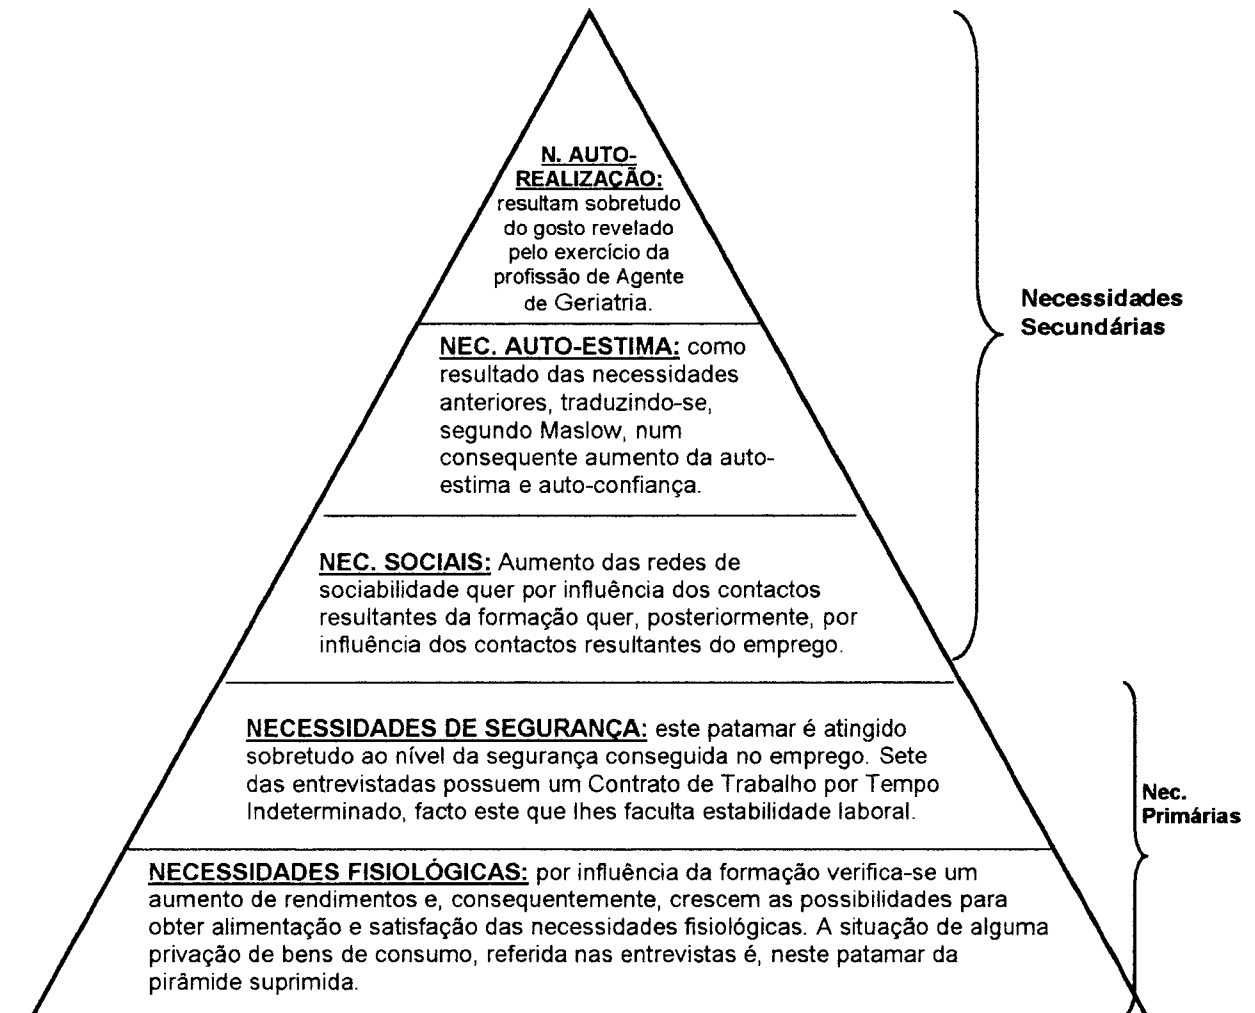 N. AUTO-
REALIZAÇÃO:
resultam sobretudo
do gosto revelado
pelo exercício da
profissão de Agente
de Geriatria.
Necessidades
Secundárias
NEC. AUTO-ESTIMA: como
resultado das necessidades
anteriores, traduzindo-se,
segundo Maslow, num
consequente aumento da auto-
estima e auto-confiança.
NEC. SOCIAIS: Aumento das redes de
sociabilidade quer por influência dos contactos
resultantes da formação quer, posteriormente, por
influência dos contactos resultantes do emprego.
NECESSIDADES DE SEGURANÇA: este patamar é atingido
sobretudo ao nível da segurança conseguida no emprego. Sete
das entrevistadas possuem um Contrato de Trabalho por Tempo
Indeterminado, facto este que lhes faculta estabilidade laboral.
Nec.
Primárias
NECESSIDADES FISIOLÓGICAS: por influência da formação verifica-se um
aumento de rendimentos e, consequentemente, crescem as possibilidades para
obter alimentação e satisfação das necessidades fisiológicas. A situação de alguma
privação de bens de consumo, referida nas entrevistas é, neste patamar da
pirâmide suprimida.